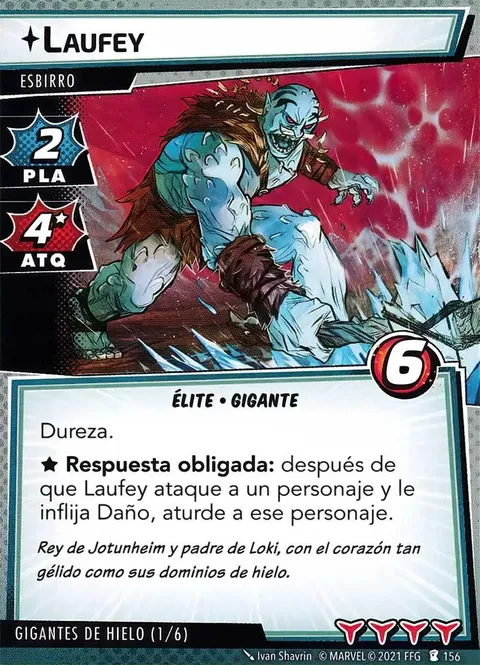 LAUFEY
ESBIRRO
2
PLA
4★
ATQ
6
ÉLITE • GIGANTE
Dureza.
★ Respuesta obligada: después de
que Laufey ataque a un personaje y le
inflija Daño, aturde a ese personaje.
Rey de Jotunheim y padre de Loki, con el corazón tan
gélido como sus dominios de hielo.
GIGANTES DE HIELO (1/6)
Ivan Shavrin © MARVEL © 2021 FFG 156